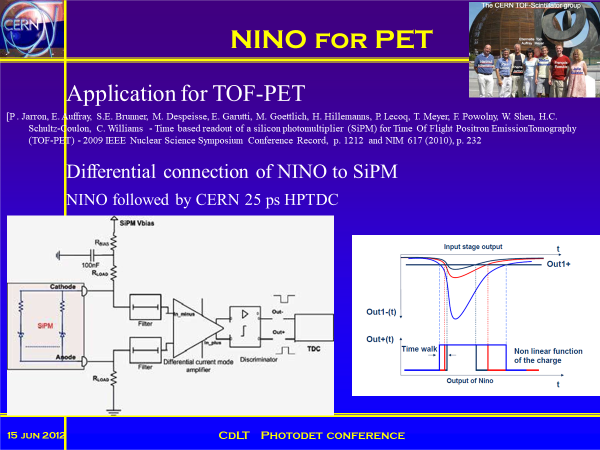 CERN
The CERN TOF-Scintillator group
NINO for PET
Application for TOF-PET
[P . Jarron, E. Auffray, S.E. Brunner, M. Despeisse, E. Garutti, M. Goettlich, H. Hillemanns, P. Lecoq, T. Meyer, F. Powolny, W. Shen, H.C.
Schultz-Coulon, C. Williams - Time based readout of a silicon photomultiplier (SiPM) for Time Of Flight Positron EmissionTomography
(TOF-PET) - 2009 IEEE Nuclear Science Symposium Conference Record, p. 1212 and NIM 617 (2010), p. 232
Differential connection of NINO to SiPM
NINO followed by CERN 25 ps HPTDC
SiPM Vbias
RBIAS
100nF
RLOAD
Cathode
In_minus
Filter
SiPM
Out-
Out+
TDC
Anode
In_plus
Filter
Differential current mode
amplifier
Discriminator
RLOAD
Input stage output
t
Out1+
Out1-(t)
Out+(t)
Time walk
Non linear function
of the charge
Output of Nino
t
15 jun 2012
CdLT Photodet conference